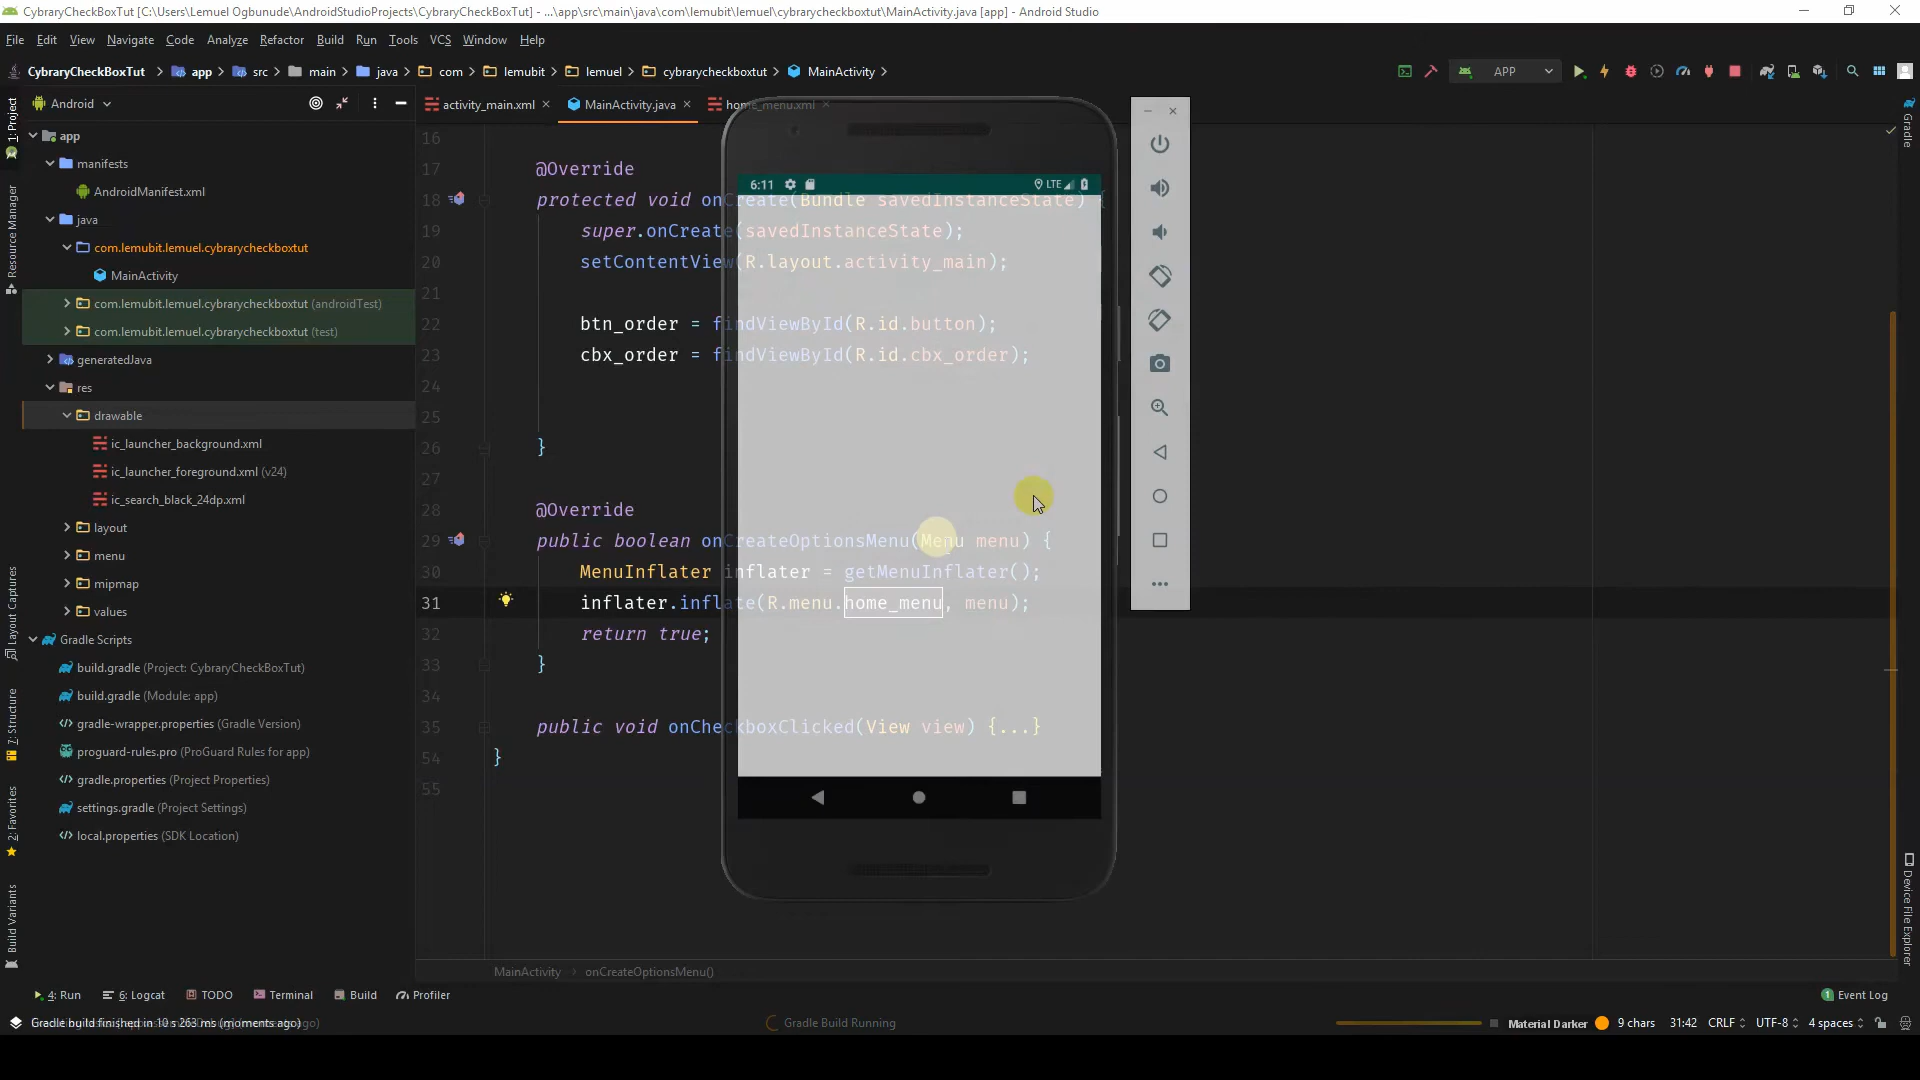 CybraryCheckBoxTut [C:\Users\Lemuel Ogbunude\AndroidStudioProjects\CybraryCheckBoxTut] - ...\app\src\main\java\com\lemubit\lemuel\cybrarycheckboxtut\MainActivity.java [app] - Android Studio
File Edit View Navigate Code Analyze Refactor Build Run Tools VCS Window Help
CybraryCheckBoxTut app src main java com lemubit lemuel cybrarycheckboxtut MainActivity APP
Android
activity_main.xml MainActivity.java home_menu.xml
1: Project
Resource Manager
Layout Captures
7: Structure
2: Favorites
Build Variants
app
manifests
AndroidManifest.xml
java
com.lemubit.lemuel.cybrarycheckboxtut
MainActivity
com.lemubit.lemuel.cybrarycheckboxtut (androidTest)
com.lemubit.lemuel.cybrarycheckboxtut (test)
generatedJava
res
drawable
ic_launcher_background.xml
ic_launcher_foreground.xml (v24)
ic_search_black_24dp.xml
layout
menu
mipmap
values
Gradle Scripts
build.gradle (Project: CybraryCheckBoxTut)
build.gradle (Module: app)
gradle-wrapper.properties (Gradle Version)
proguard-rules.pro (ProGuard Rules for app)
gradle.properties (Project Properties)
settings.gradle (Project Settings)
local.properties (SDK Location)
6:11 LTE
16
17 @Override
18 protected void onCreate(Bundle savedInstanceState) {
19 super.onCreate(savedInstanceState);
20 setContentView(R.layout.activity_main);
21
22 btn_order = findViewById(R.id.button);
23 cbx_order = findViewById(R.id.cbx_order);
24
25
26 }
27
28 @Override
29 public boolean onCreateOptionsMenu(Menu menu) {
30 MenuInflater inflater = getMenuInflater();
31 inflater.inflate(R.menu.home_menu, menu);
32 return true;
33 }
34
35 public void onCheckboxClicked(View view) {...}
54 }
55
MainActivity onCreateOptionsMenu()
Gradle
Device File Explorer
4: Run 6: Logcat TODO Terminal Build Profiler Event Log
Gradle build finished in 10 s 263 ms (moments ago) Gradle Build Running Material Darker 9 chars 31:42 CRLF UTF-8 4 spaces